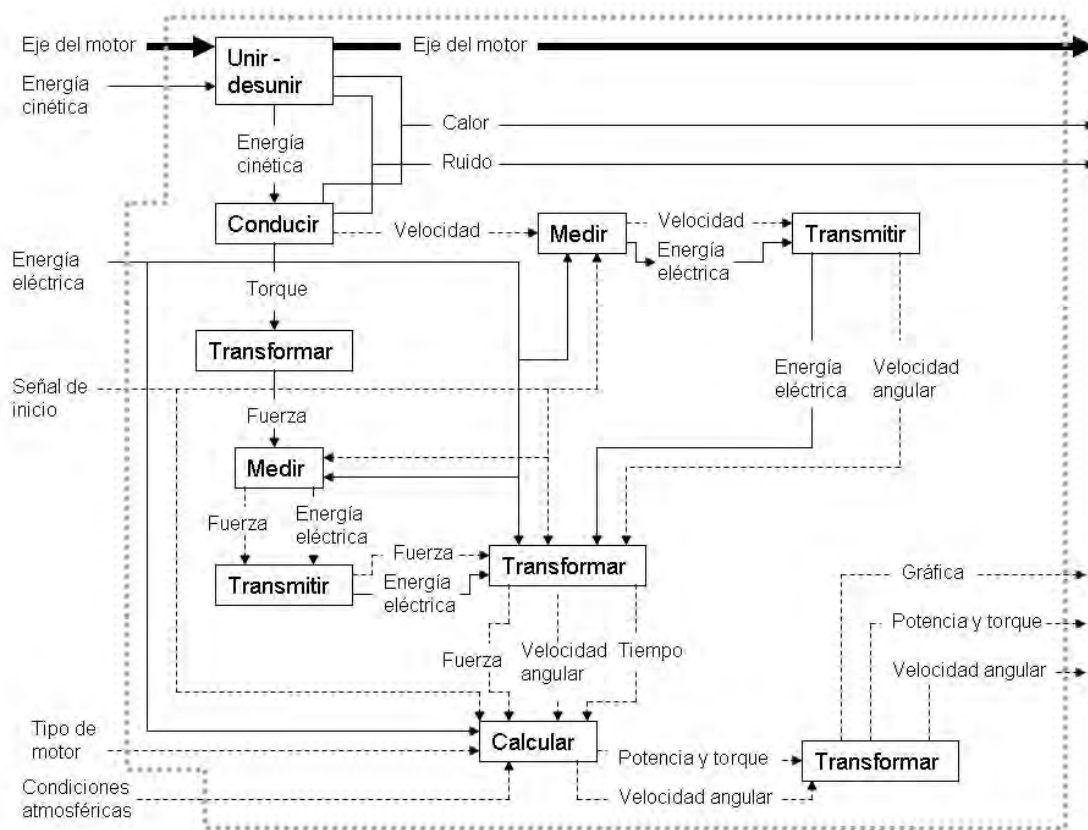 Eje del motor
Eje del motor
Unir -
desunir
Energía
cinética
Calor
Energía
cinética
Ruido
Conducir
Velocidad
Medir
Velocidad
Energía
eléctrica
Transmitir
Energía
eléctrica
Torque
Transformar
Energía
eléctrica
Velocidad
angular
Señal de
inicio
Fuerza
Medir
Fuerza
Energía
eléctrica
Transmitir
Fuerza
Energía
eléctrica
Transformar
Gráfica
Potencia y torque
Velocidad angular
Fuerza
Velocidad
angular
Tiempo
Tipo de
motor
Calcular
Potencia y torque
Transformar
Condiciones
atmosféricas
Velocidad angular